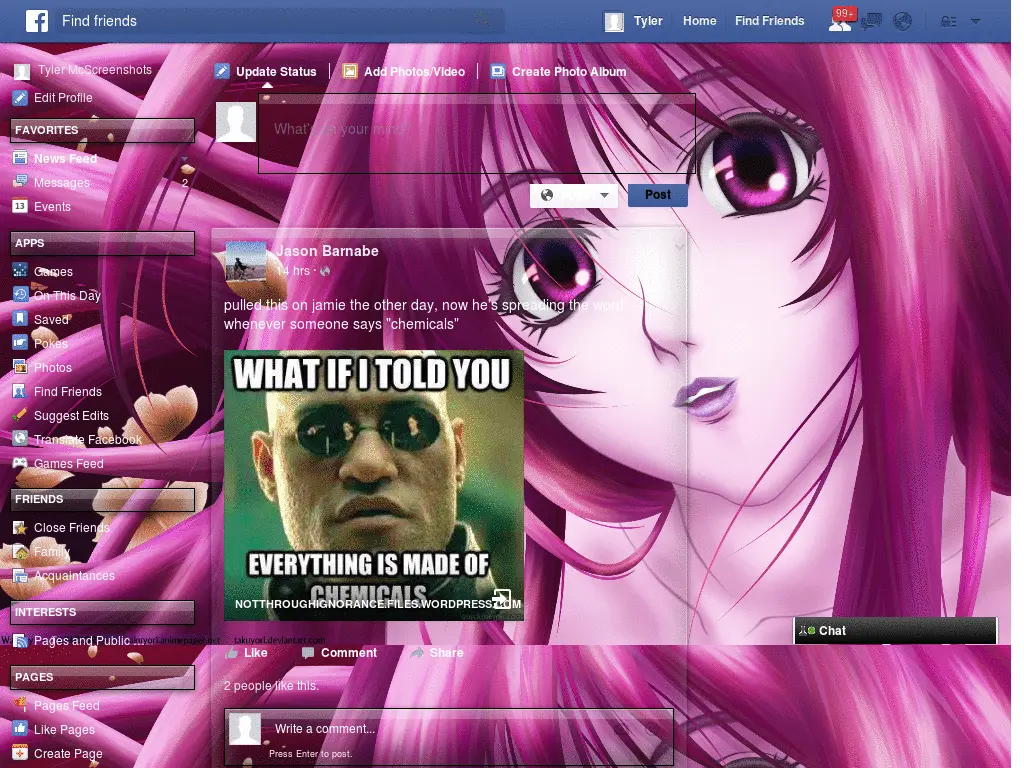 Find friends
Tyler
Home
Find Friends
99+
Tyler McScreenshots
Edit Profile
FAVORITES
News Feed
Messages
2
13
Events
APPS
Games
On This Day
Saved
Pokes
Photos
Find Friends
Suggest Edits
Translate Facebook
Games Feed
FRIENDS
Close Friends
Family
Acquaintances
INTERESTS
Pages and Public
takuyori.deviantart.com
PAGES
Pages Feed
Like Pages
Create Page
Update Status
Add Photos/Video
Create Photo Album
What's on your mind?
Post
Jason Barnabe
14 hrs ·
pulled this on jamie the other day, now he's spreading the word
whenever someone says "chemicals"
WHAT IF I TOLD YOU
EVERYTHING IS MADE OF
CHEMICALS
NOTTHROUGHIGNORANCE.FILES.WORDPRESS.COM
Like
Comment
Share
2 people like this.
Write a comment...
Press Enter to post.
Chat